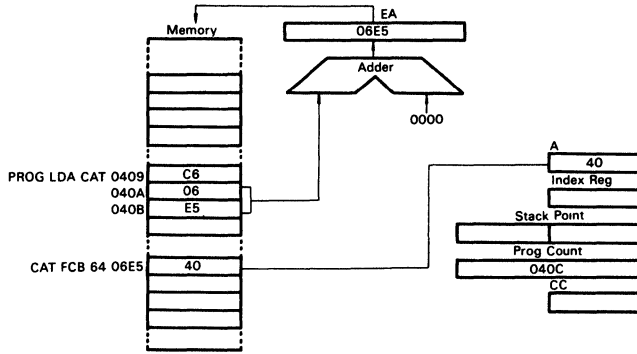 EA
Memory
06E5
Adder
0000
A
PROG LDA CAT 0409 C6
40
040A 06
Index Reg
040B E5
Stack Point
Prog Count
CAT FCB 64 06E5 40
040C
CC